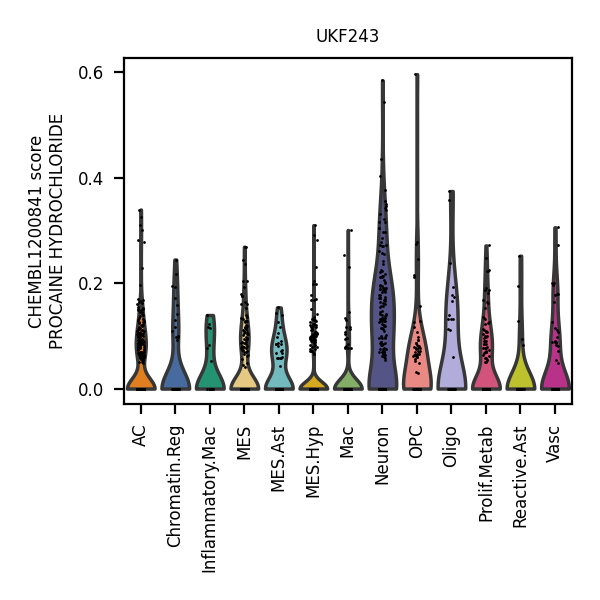 UKF243
CHEMBL1200841 score
PROCAINE HYDROCHLORIDE
0.6
0.4
0.2
0.0
AC
Chromatin.Reg
Inflammatory.Mac
MES
MES.Ast
MES.Hyp
Mac
Neuron
OPC
Oligo
Prolif.Metab
Reactive.Ast
Vasc